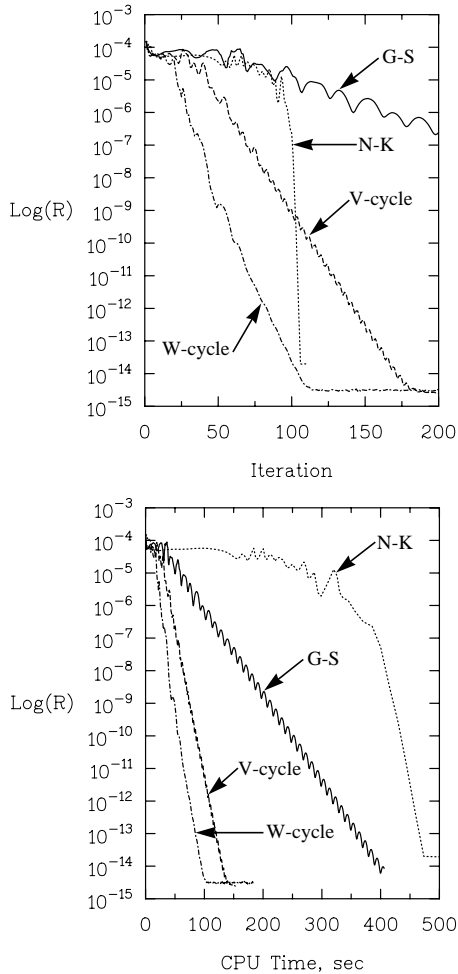 10^-3
10^-4
10^-5
10^-6
10^-7
10^-8
10^-9
10^-10
10^-11
10^-12
10^-13
10^-14
10^-15
Log(R)
G-S
N-K
V-cycle
W-cycle
0 50 100 150 200
Iteration
10^-3
10^-4
10^-5
10^-6
10^-7
10^-8
10^-9
10^-10
10^-11
10^-12
10^-13
10^-14
10^-15
Log(R)
N-K
G-S
V-cycle
W-cycle
0 100 200 300 400 500
CPU Time, sec